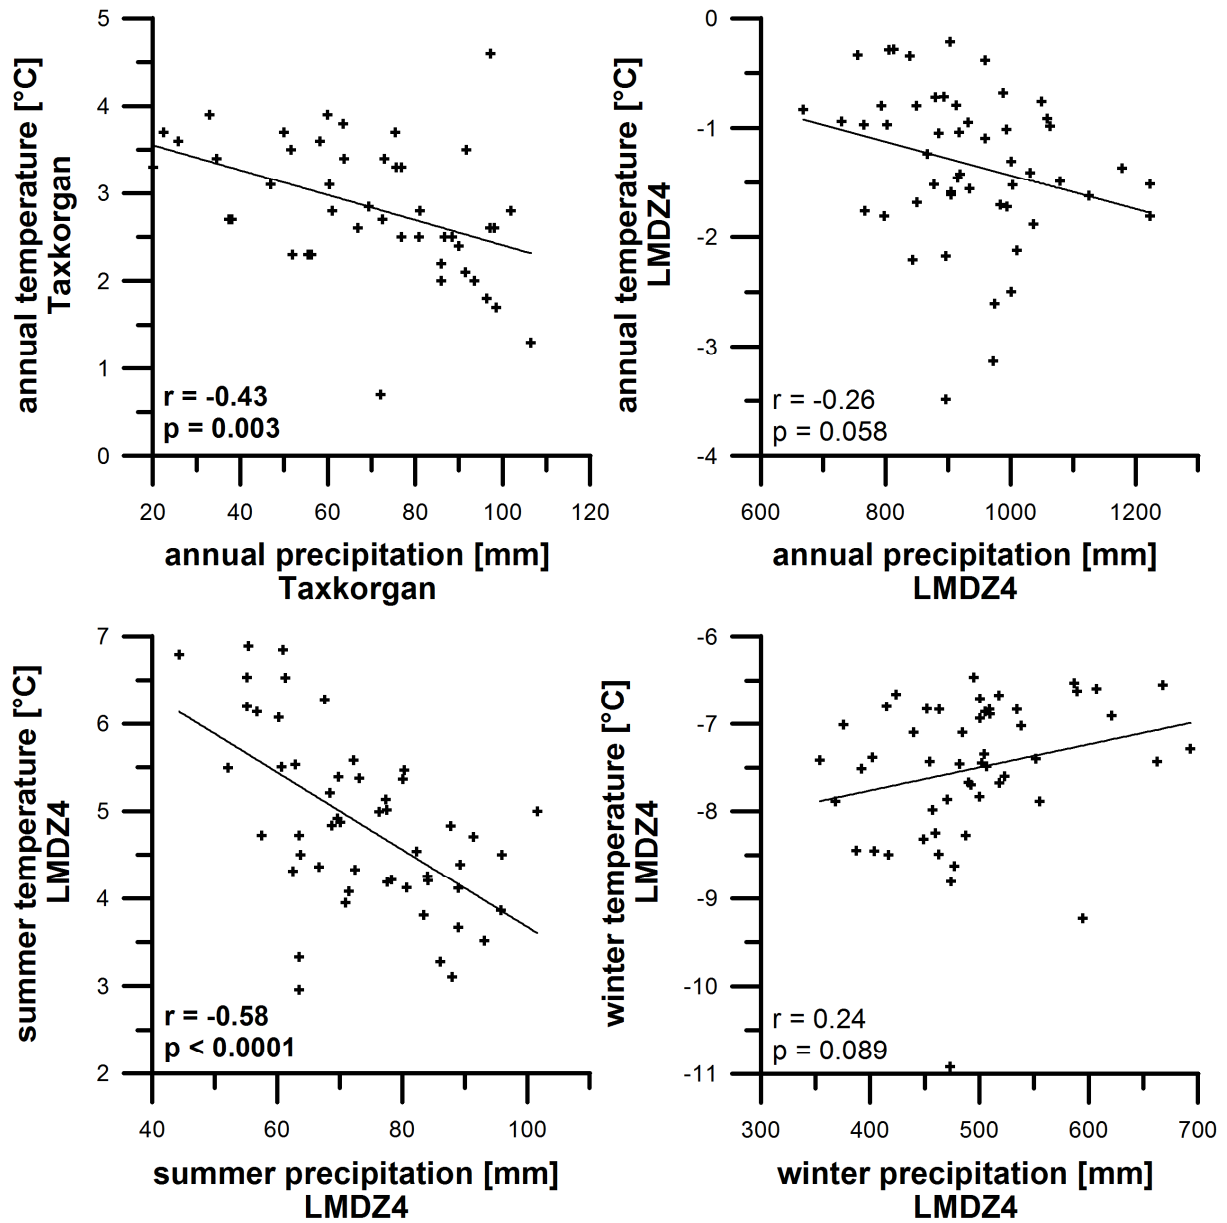 annual temperature [°C]
Taxkorgan
5
4
3
2
1
0
r = -0.43
p = 0.003
20
40
60
80
100
120
annual precipitation [mm]
Taxkorgan
annual temperature [°C]
LMDZ4
0
-1
-2
-3
-4
r = -0.26
p = 0.058
600
800
1000
1200
annual precipitation [mm]
LMDZ4
summer temperature [°C]
LMDZ4
7
6
5
4
3
2
r = -0.58
p < 0.0001
40
60
80
100
summer precipitation [mm]
LMDZ4
winter temperature [°C]
LMDZ4
-6
-7
-8
-9
-10
-11
r = 0.24
p = 0.089
300
400
500
600
700
winter precipitation [mm]
LMDZ4